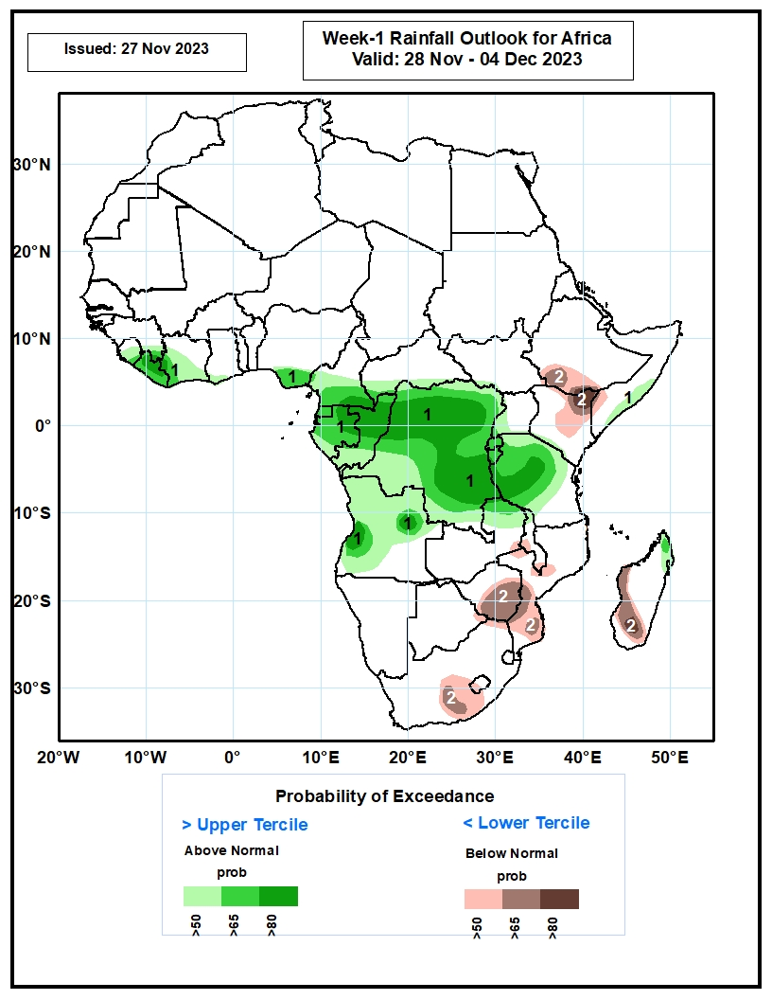 Issued: 27 Nov 2023
Week-1 Rainfall Outlook for Africa
Valid: 28 Nov - 04 Dec 2023
30°N
20°N
10°N
0°
10°S
20°S
30°S
1
1
1
1
1
1
1
1
2
2
2
2
2
2
20°W
10°W
0°
10°E
20°E
30°E
40°E
50°E
Probability of Exceedance
> Upper Tercile
< Lower Tercile
Above Normal
Below Normal
prob
prob
>50
>65
>80
>50
>65
>80